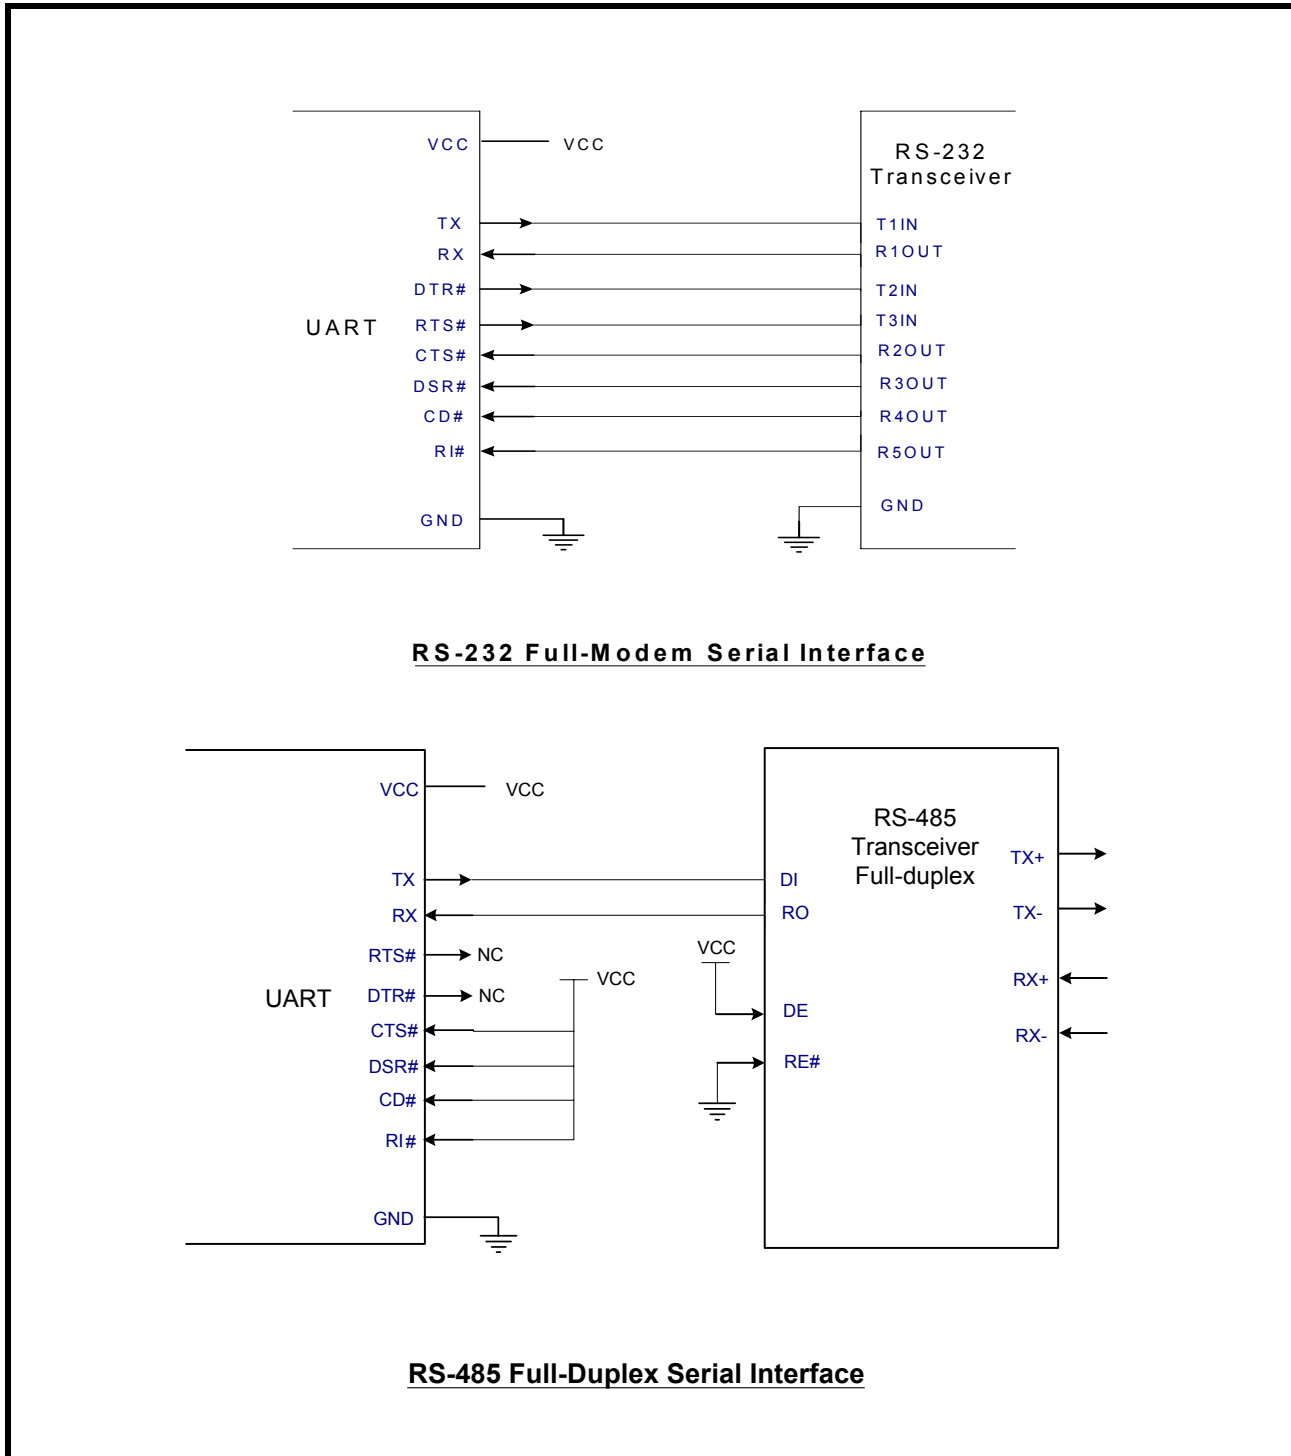 VCC
VCC
RS-232
Transceiver
TX
T1IN
RX
R1OUT
DTR#
T2IN
UART
RTS#
T3IN
CTS#
R2OUT
DSR#
R3OUT
CD#
R4OUT
RI#
R5OUT
GND
GND
RS-232 Full-Modem Serial Interface
VCC
VCC
RS-485
Transceiver
Full-duplex
TX+
TX
DI
RX
RO
TX-
RTS#
NC
VCC
VCC
RX+
UART
DTR#
NC
DE
CTS#
RX-
DSR#
RE#
CD#
RI#
GND
RS-485 Full-Duplex Serial Interface